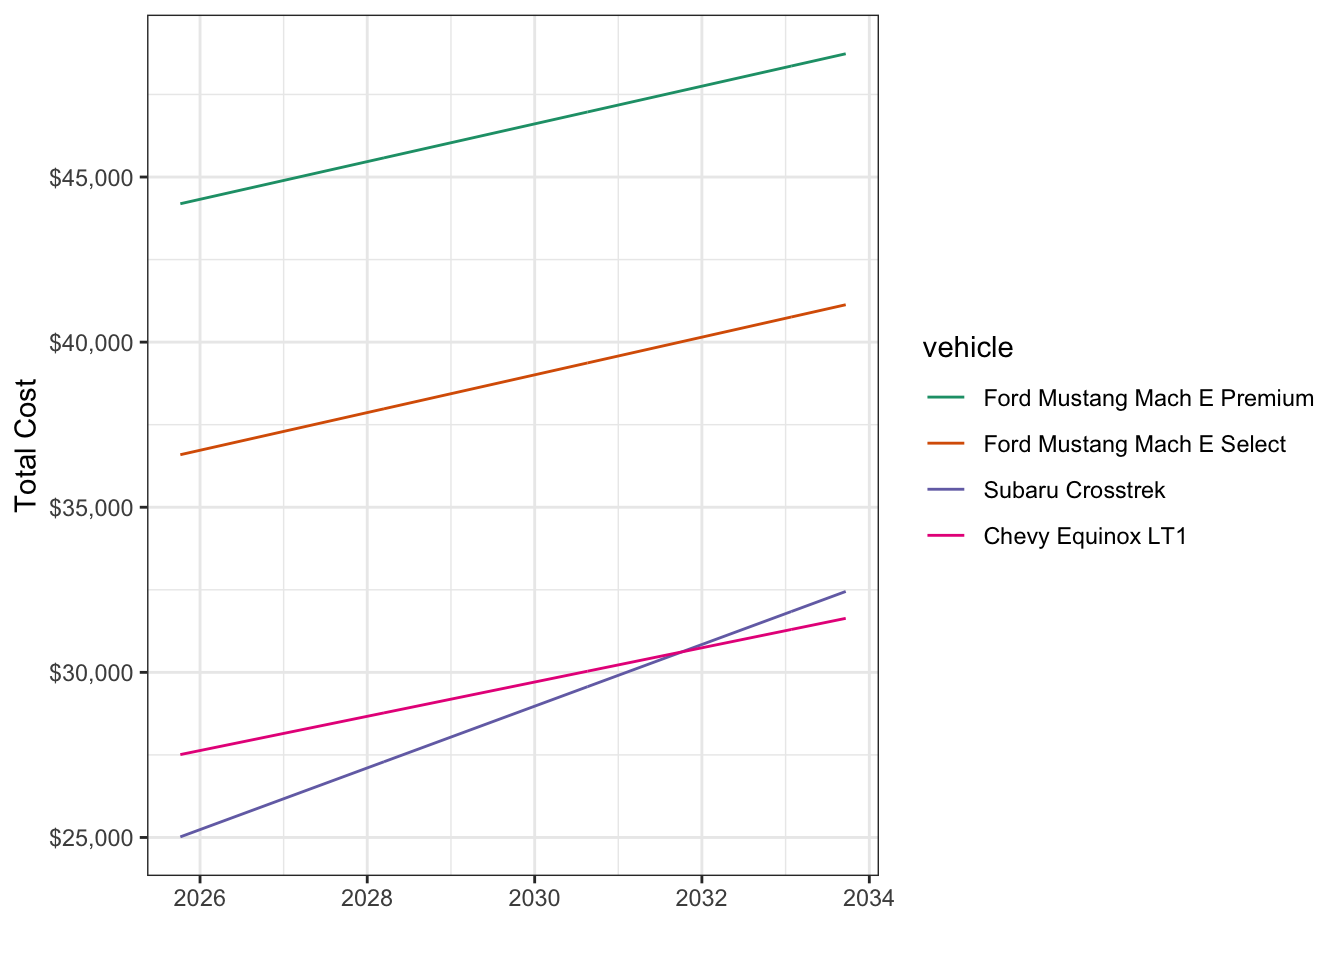 Total Cost
$45,000
$40,000
$35,000
$30,000
$25,000
2026
2028
2030
2032
2034
vehicle
Ford Mustang Mach E Premium
Ford Mustang Mach E Select
Subaru Crosstrek
Chevy Equinox LT1